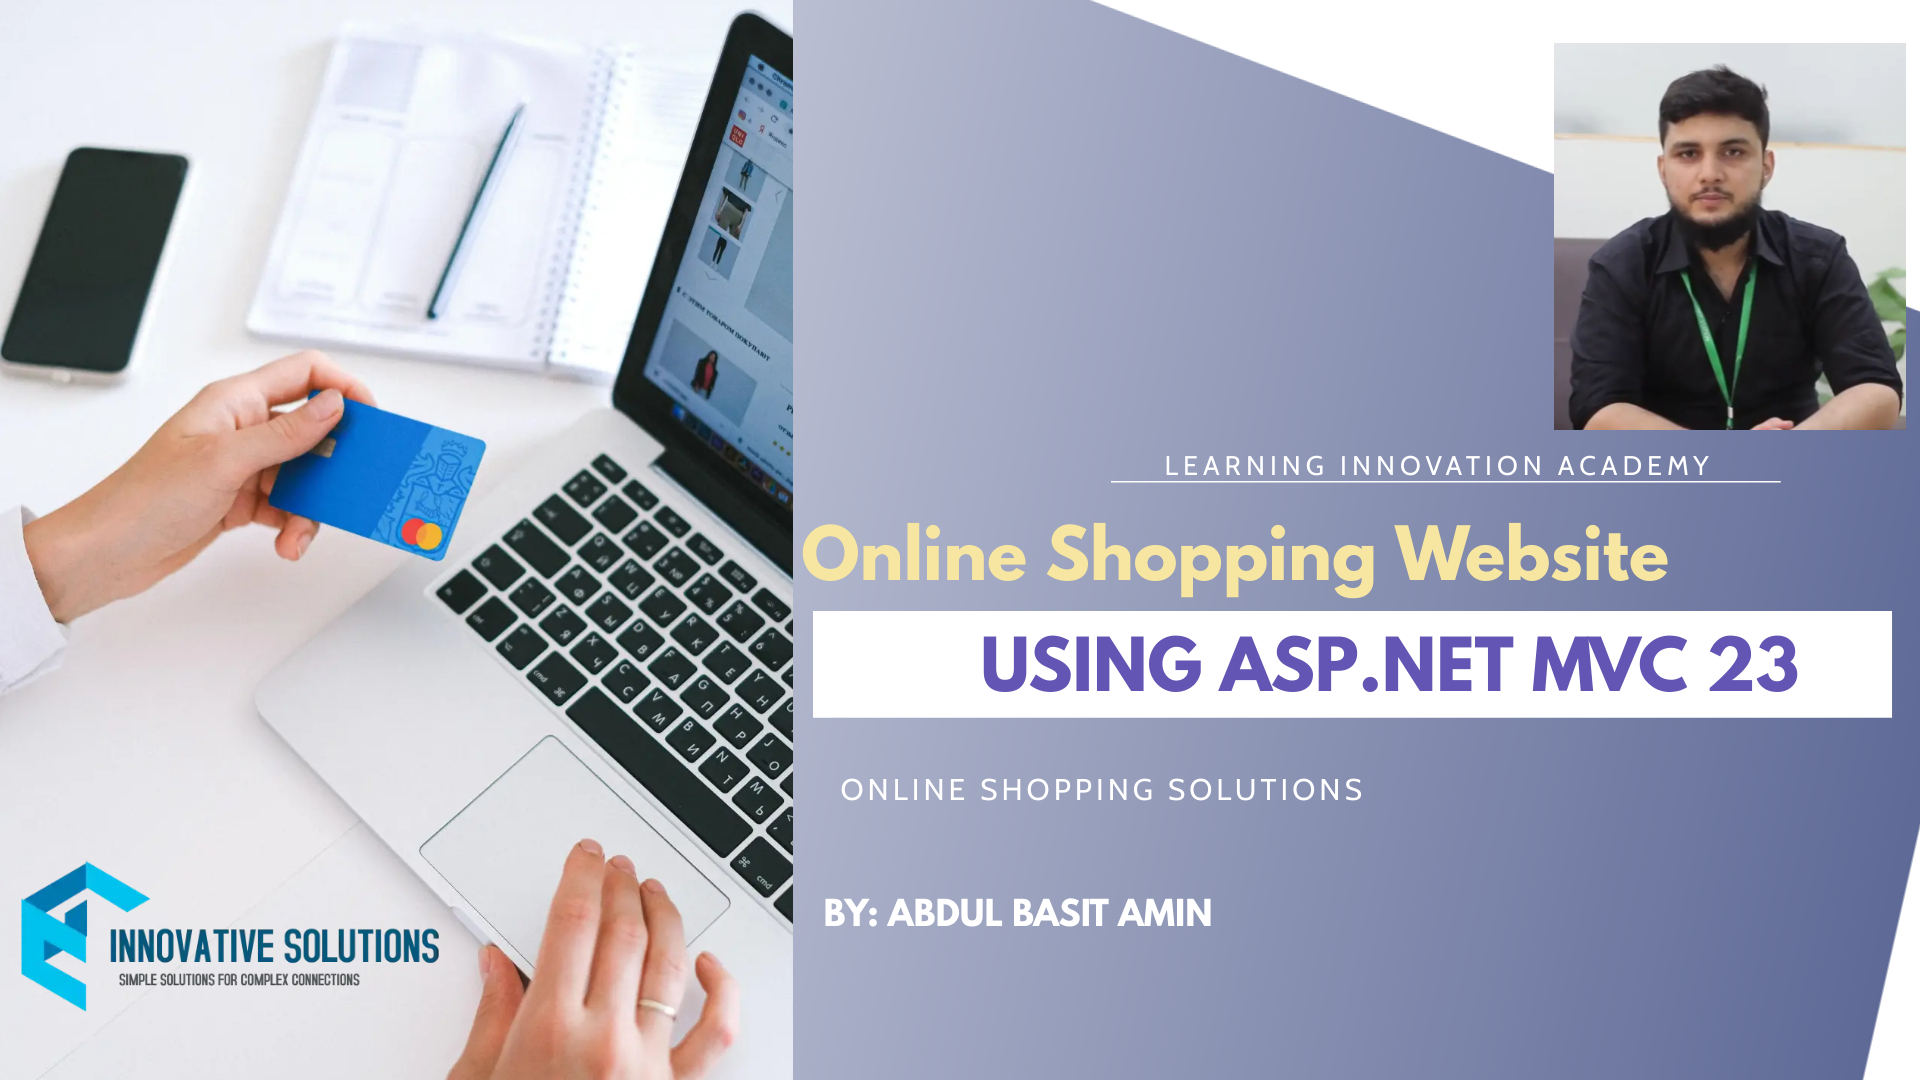 LEARNING INNOVATION ACADEMY
Online Shopping Website
USING ASP.NET MVC 23
ONLINE SHOPPING SOLUTIONS
BY: ABDUL BASIT AMIN
INNOVATIVE SOLUTIONS
SIMPLE SOLUTIONS FOR COMPLEX CONNECTIONS